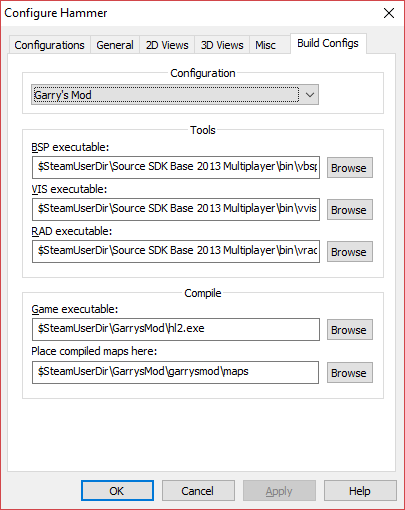 Configure Hammer
Configurations General 2D Views 3D Views Misc Build Configs
Configuration
Garry's Mod
Tools
BSP executable:
$SteamUserDir\Source SDK Base 2013 Multiplayer\bin\vbsp Browse
VIS executable:
$SteamUserDir\Source SDK Base 2013 Multiplayer\bin\vvis Browse
RAD executable:
$SteamUserDir\Source SDK Base 2013 Multiplayer\bin\vrad Browse
Compile
Game executable:
$SteamUserDir\GarrysMod\hl2.exe Browse
Place compiled maps here:
$SteamUserDir\GarrysMod\garrysmod\maps Browse
OK Cancel Apply Help